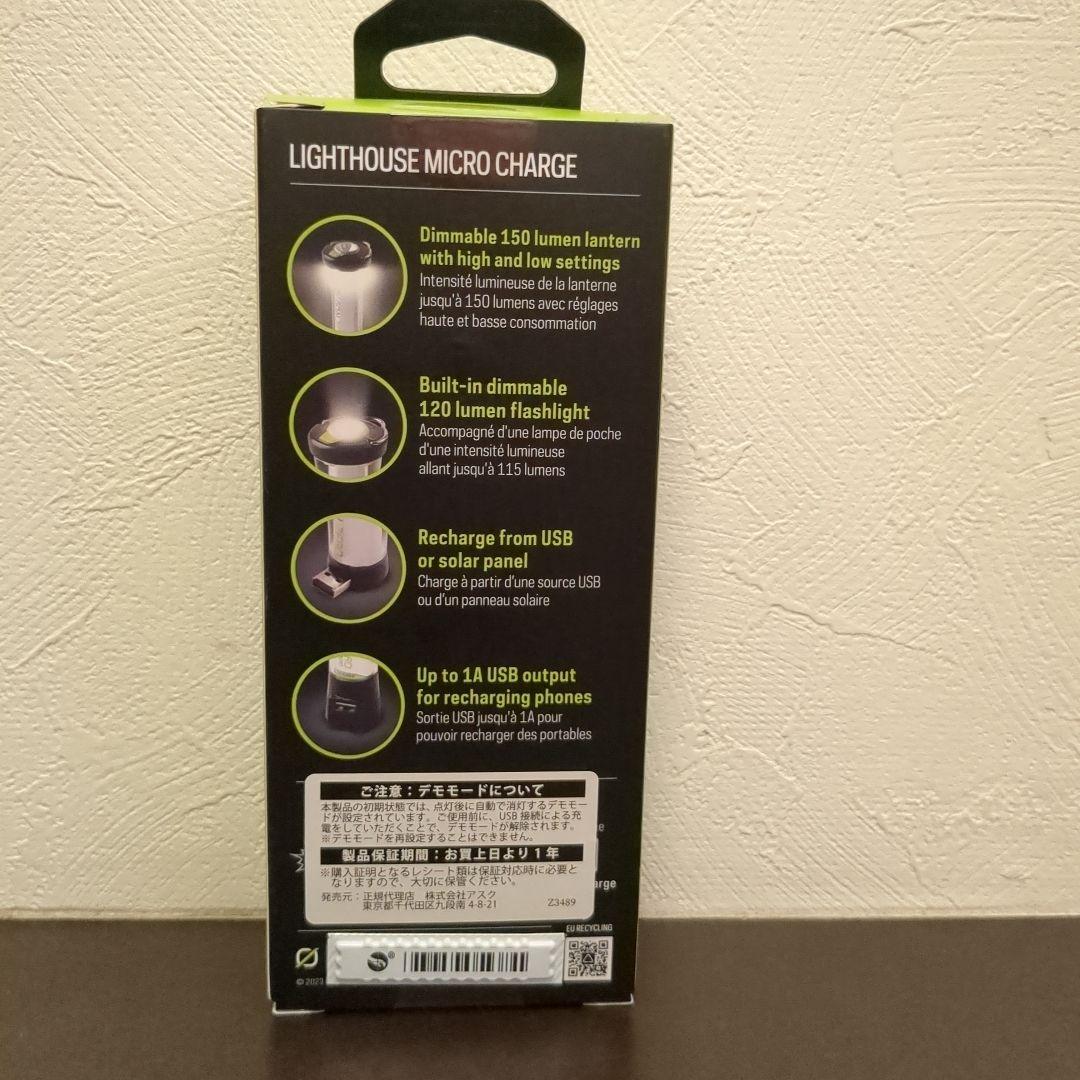 LIGHTHOUSE MICRO CHARGE
Dimmable 150 lumen lantern
with high and low settings
Intensité lumineuse de la lanterne
jusqu'à 150 lumens avec réglages
haute et basse consommation
Built-in dimmable
120 lumen flashlight
Accompagné d'une lampe de poche
d'une intensité lumineuse
allant jusqu'à 115 lumens
Recharge from USB
or solar panel
Charge à partir d'une source USB
ou d'un panneau solaire
Up to 1A USB output
for recharging phones
Sortie USB jusqu'à 1A pour
pouvoir recharger des portables
ご注意：デモモードについて
本製品の初期状態では、点灯後に自動で消灯するデモモー
ドが設定されています。ご使用前に、USB 接続による充
電をしていただくことで、デモモードが解除されます。
※デモモードを再設定することはできません。
製品保証期間：お買上日より1年
※購入証明となるレシート類は保証対応時に必要と
なりますので、大切に保管ください。
発売元：正規代理店 株式会社アスク
東京都千代田区九段南 4-8-21
Z3489
EU RECYCLING
© 2023